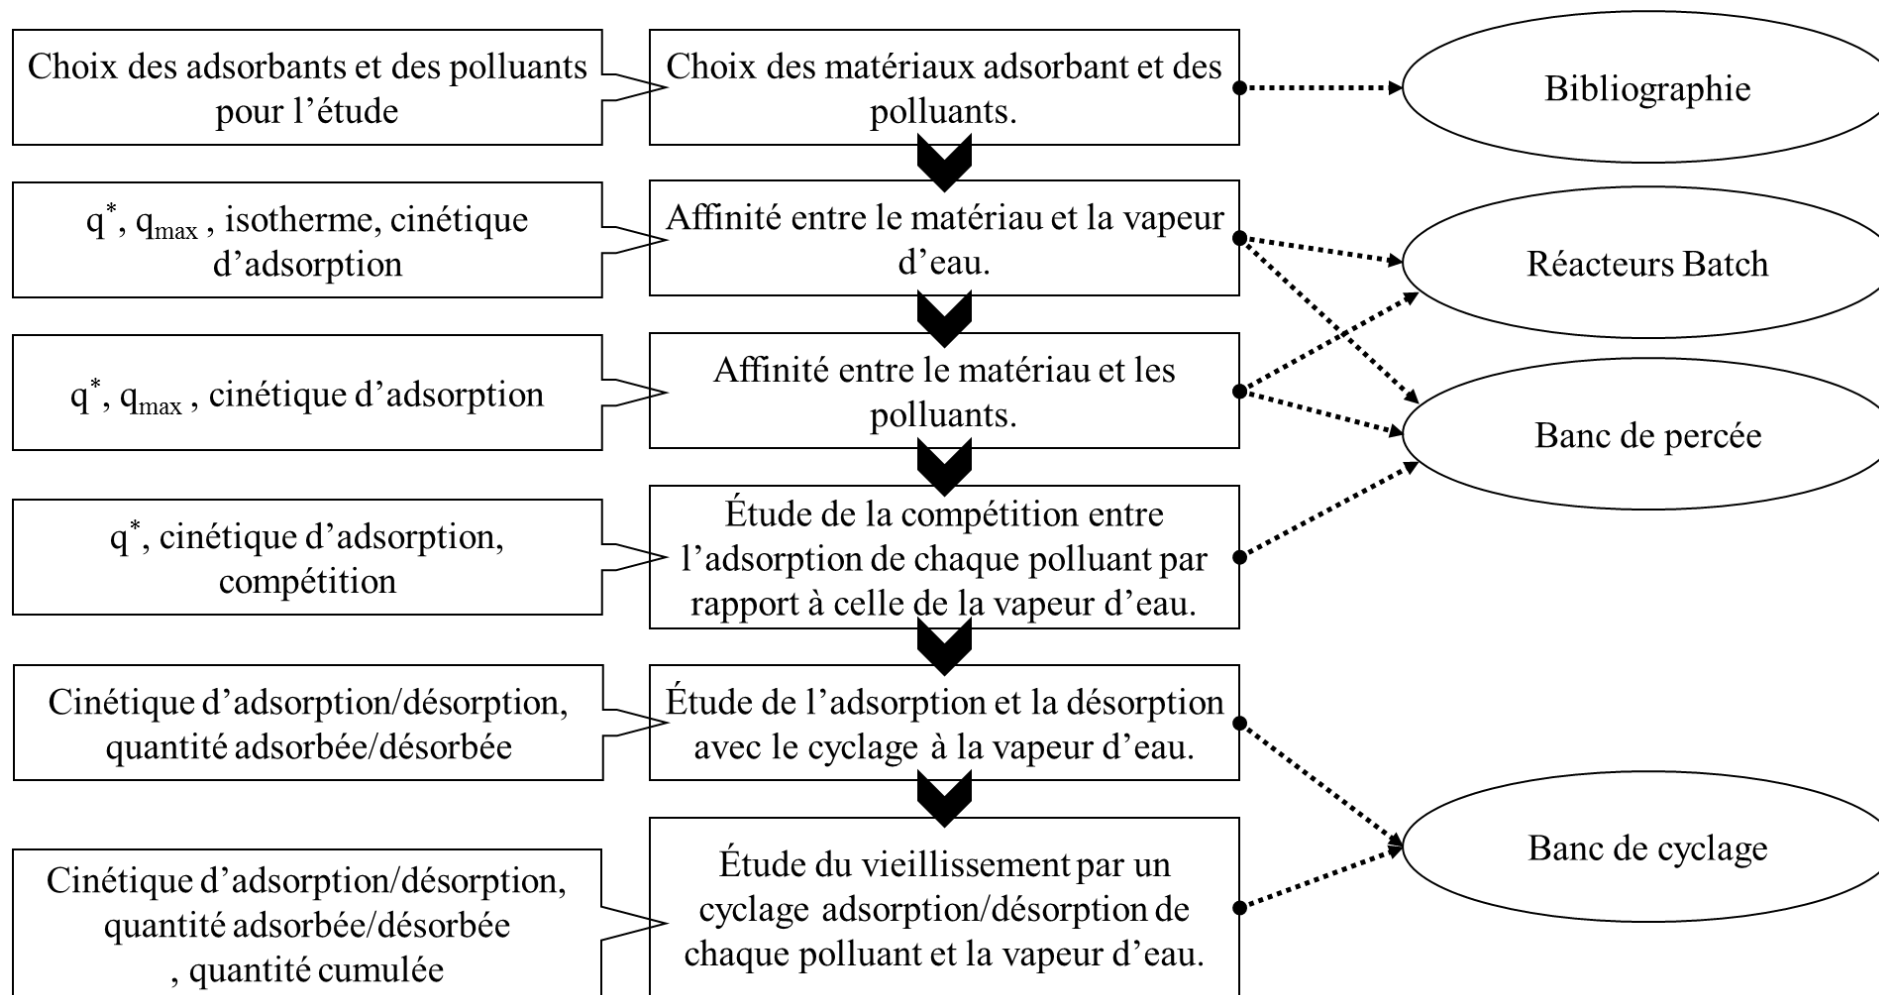 Choix des adsorbants et des polluants
pour l’étude
Choix des matériaux adsorbant et des
polluants.
Bibliographie
q*, qmax , isotherme, cinétique
d’adsorption
Affinité entre le matériau et la vapeur
d’eau.
Réacteurs Batch
q*, qmax , cinétique d’adsorption
Affinité entre le matériau et les
polluants.
Banc de percée
q*, cinétique d’adsorption,
compétition
Étude de la compétition entre
l’adsorption de chaque polluant par
rapport à celle de la vapeur d’eau.
Cinétique d’adsorption/désorption,
quantité adsorbée/désorbée
Étude de l’adsorption et la désorption
avec le cyclage à la vapeur d’eau.
Banc de cyclage
Cinétique d’adsorption/désorption,
quantité adsorbée/désorbée
, quantité cumulée
Étude du vieillissement par un
cyclage adsorption/désorption de
chaque polluant et la vapeur d’eau.